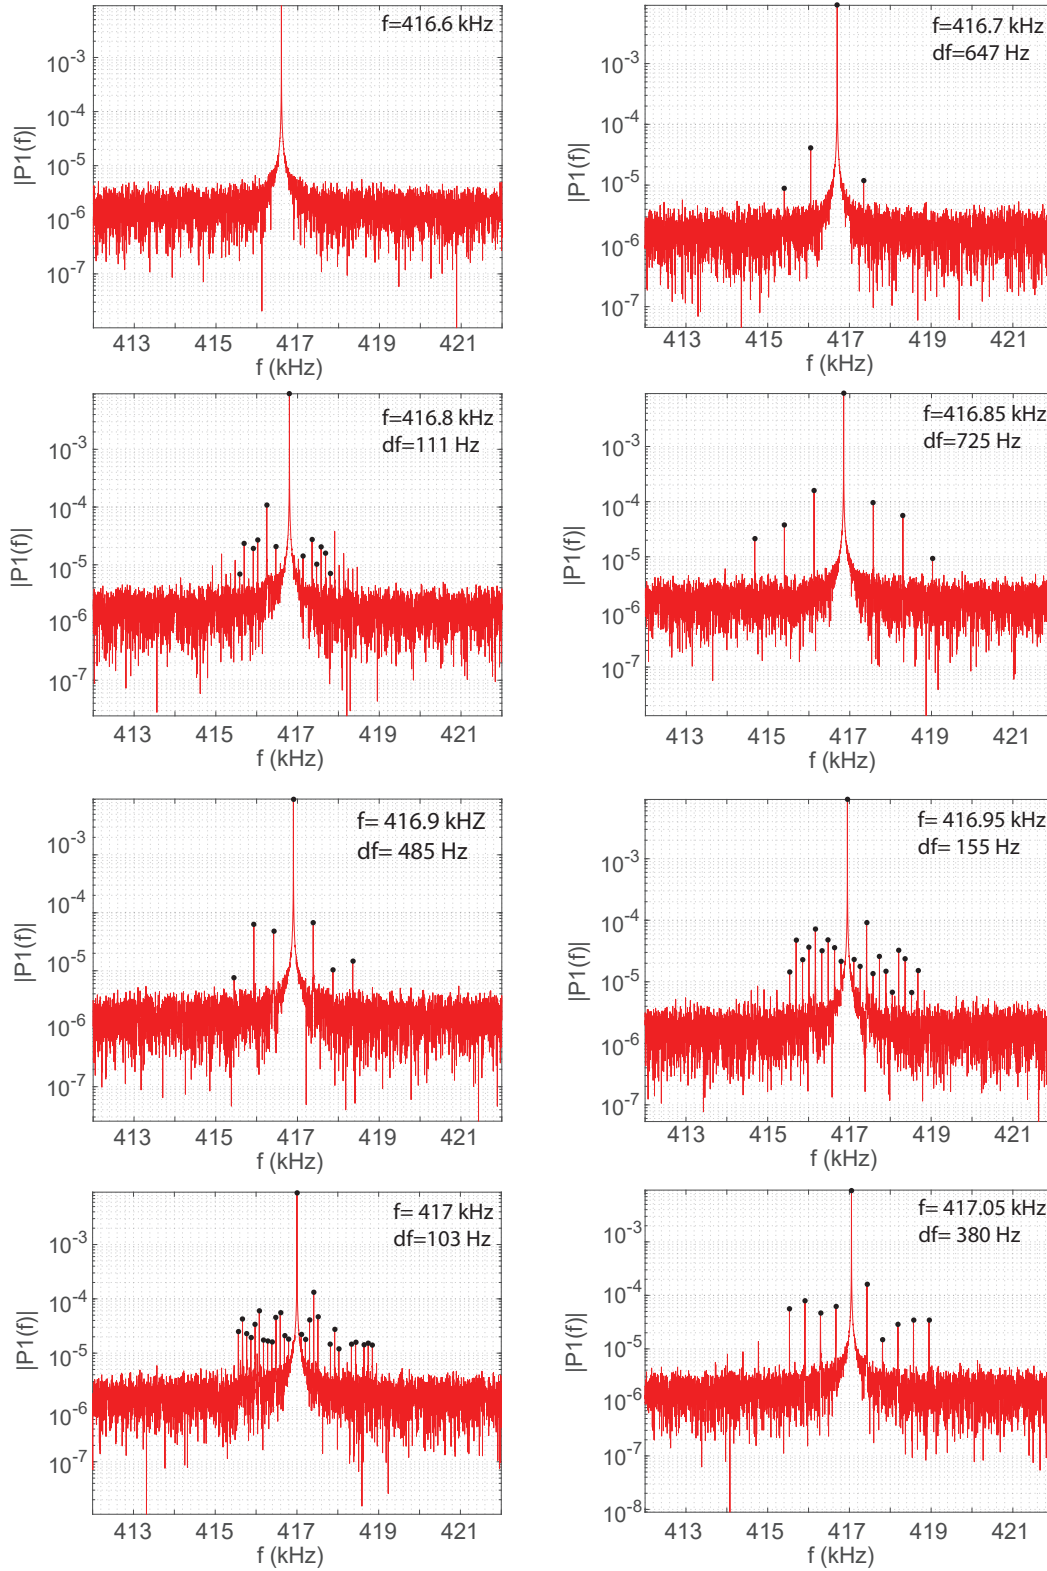 f=416.6 kHz
|P1(f)|
10-3
10-4
10-5
10-6
10-7
413 415 417 419 421
f (kHz)
f=416.7 kHz
df=647 Hz
|P1(f)|
10-3
10-4
10-5
10-6
10-7
413 415 417 419 421
f (kHz)
f=416.8 kHz
df=111 Hz
|P1(f)|
10-3
10-4
10-5
10-6
10-7
413 415 417 419 421
f (kHz)
f=416.85 kHz
df=725 Hz
|P1(f)|
10-3
10-4
10-5
10-6
10-7
413 415 417 419 421
f (kHz)
f= 416.9 kHZ
df= 485 Hz
|P1(f)|
10-3
10-4
10-5
10-6
10-7
413 415 417 419 421
f (kHz)
f= 416.95 kHz
df= 155 Hz
|P1(f)|
10-3
10-4
10-5
10-6
10-7
413 415 417 419 421
f (kHz)
f= 417 kHz
df=103 Hz
|P1(f)|
10-3
10-4
10-5
10-6
10-7
413 415 417 419 421
f (kHz)
f= 417.05 kHz
df= 380 Hz
|P1(f)|
10-3
10-4
10-5
10-6
10-7
10-8
413 415 417 419 421
f (kHz)